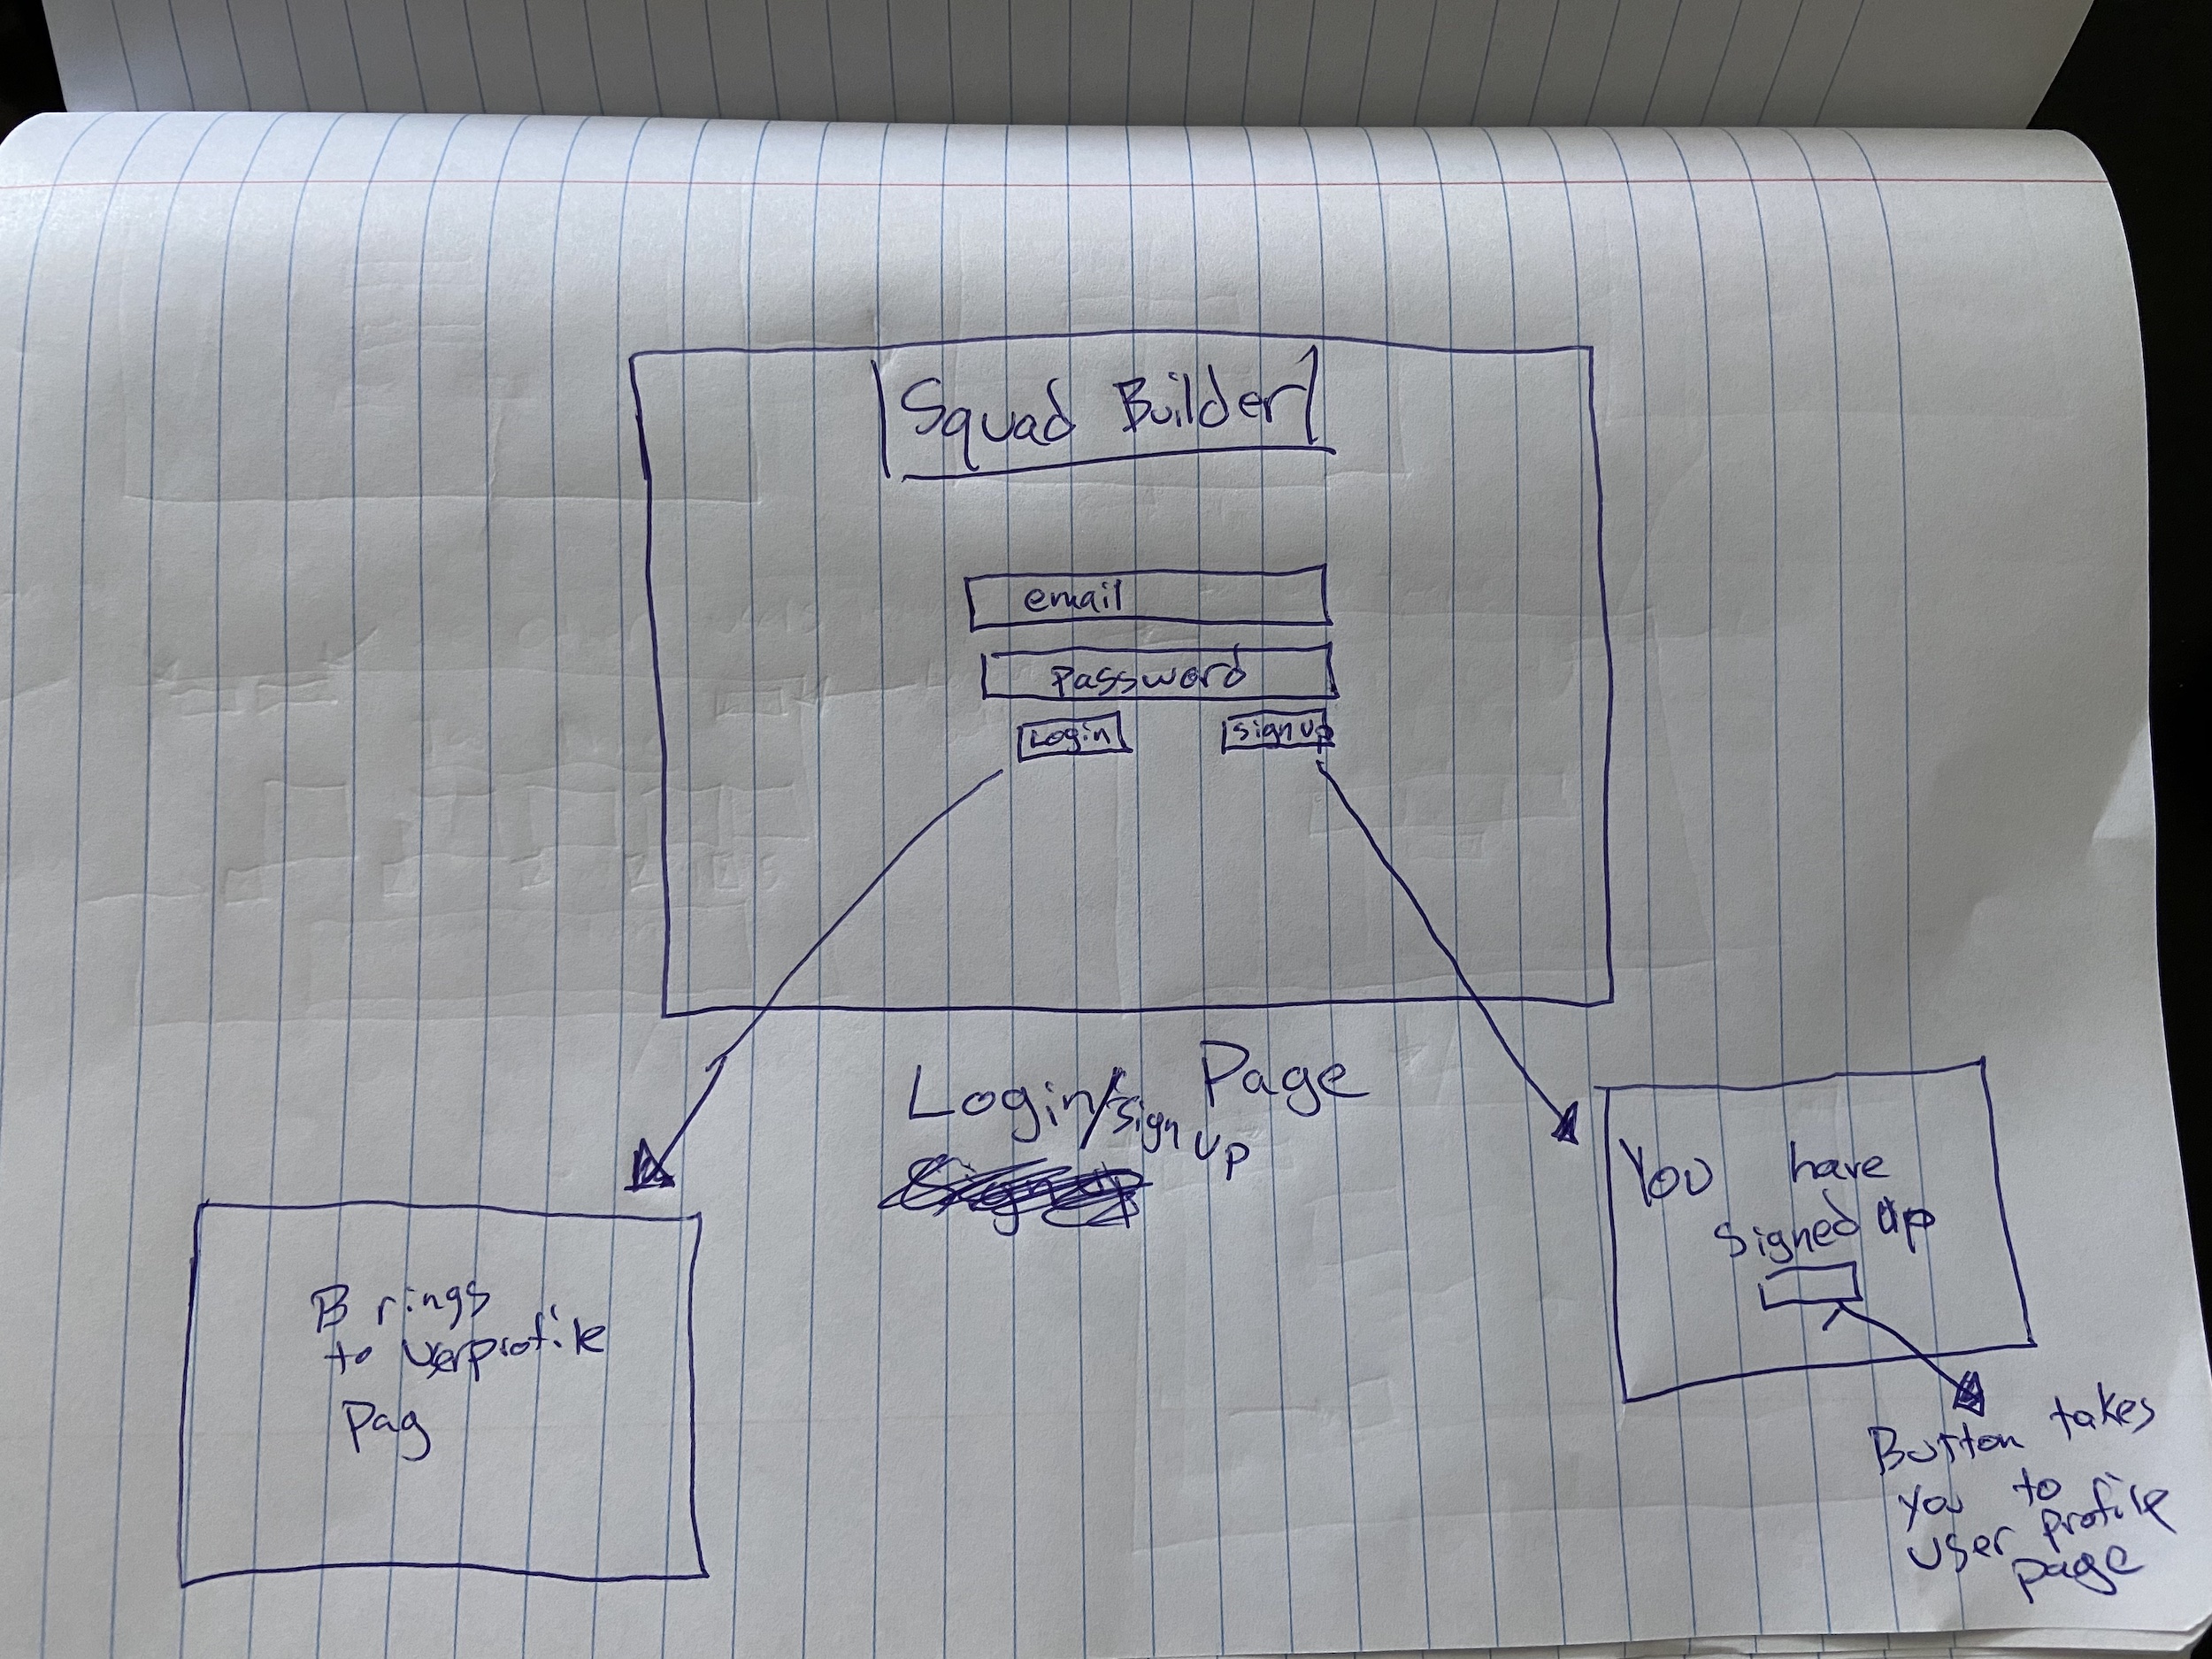 Squad Builder
email
Password
Login
sign up
Login/sign up Page
You have
signed up
Brings
to userprofile
Pag
Button takes
you to
user profile
page